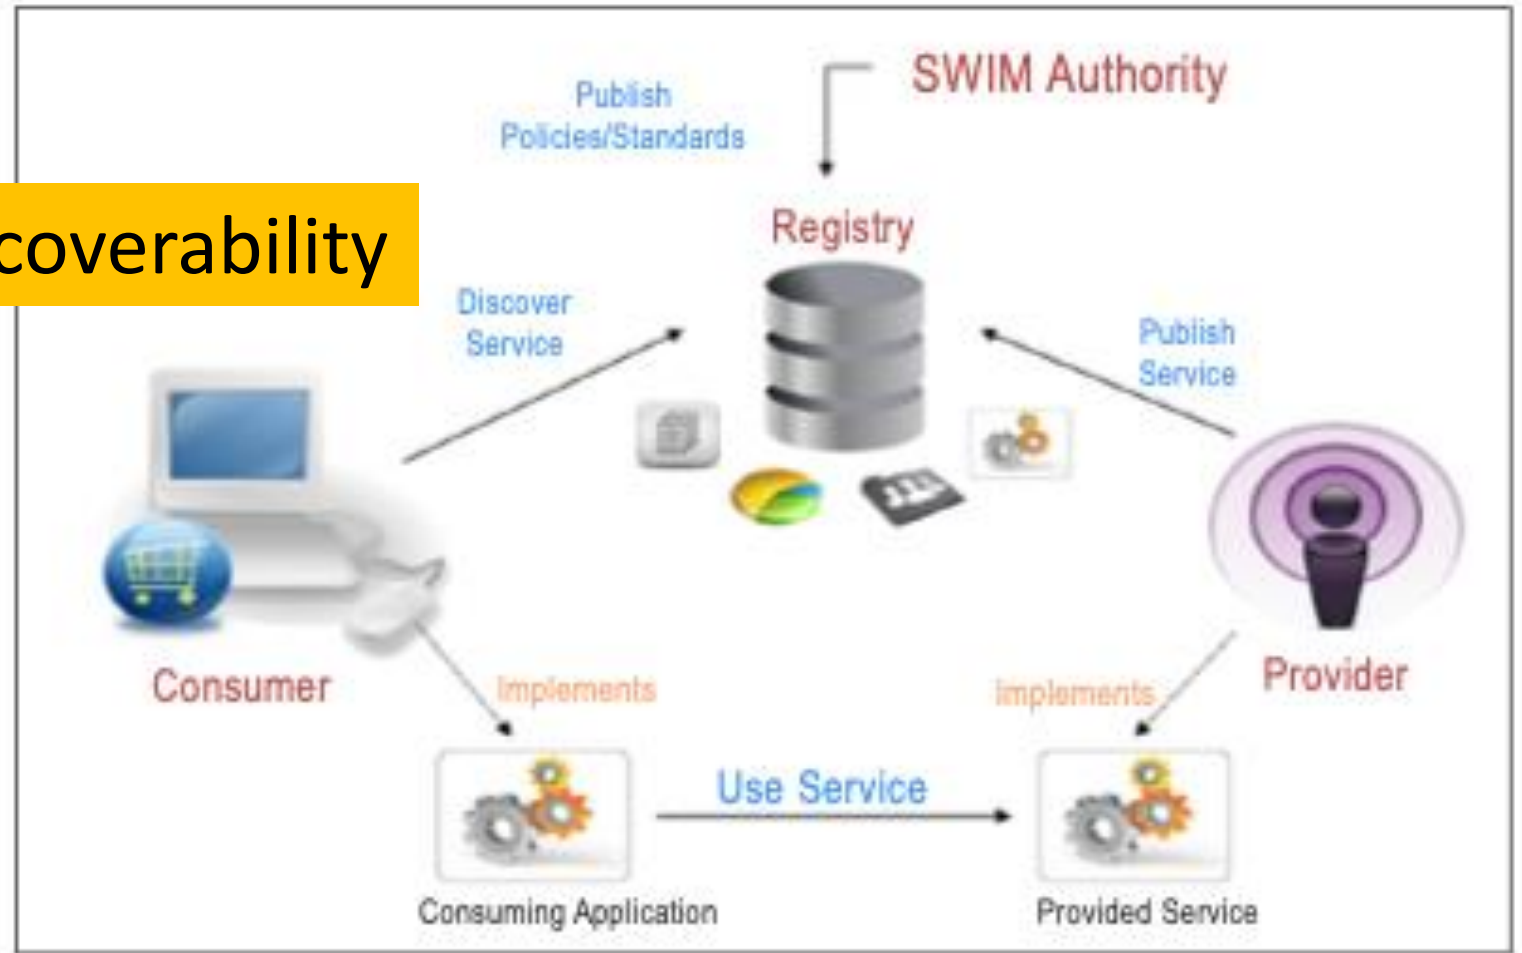 SWIM Authority
Publish
Policies/Standards
Registry
coverability
Discover
Service
Publish
Service
Consumer
Implements
Implements
Provider
Use Service
Consuming Application
Provided Service